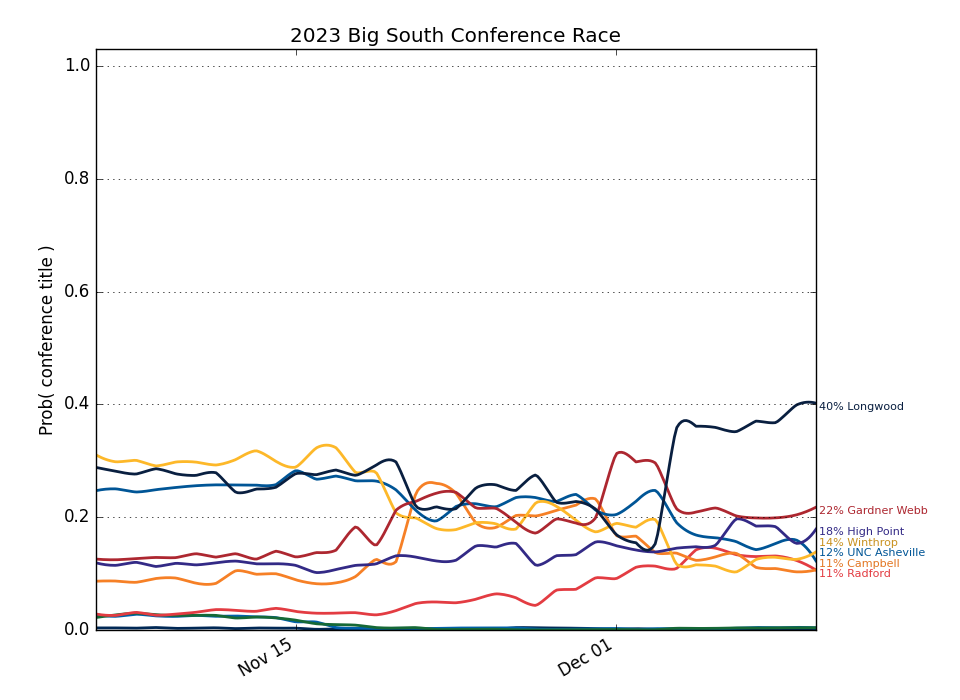 2023 Big South Conference Race
Prob( conference title )
1.0
0.8
0.6
0.4
0.2
0.0
Nov 15
Dec 01
40% Longwood
22% Gardner Webb
18% High Point
14% Winthrop
12% UNC Asheville
11% Campbell
11% Radford